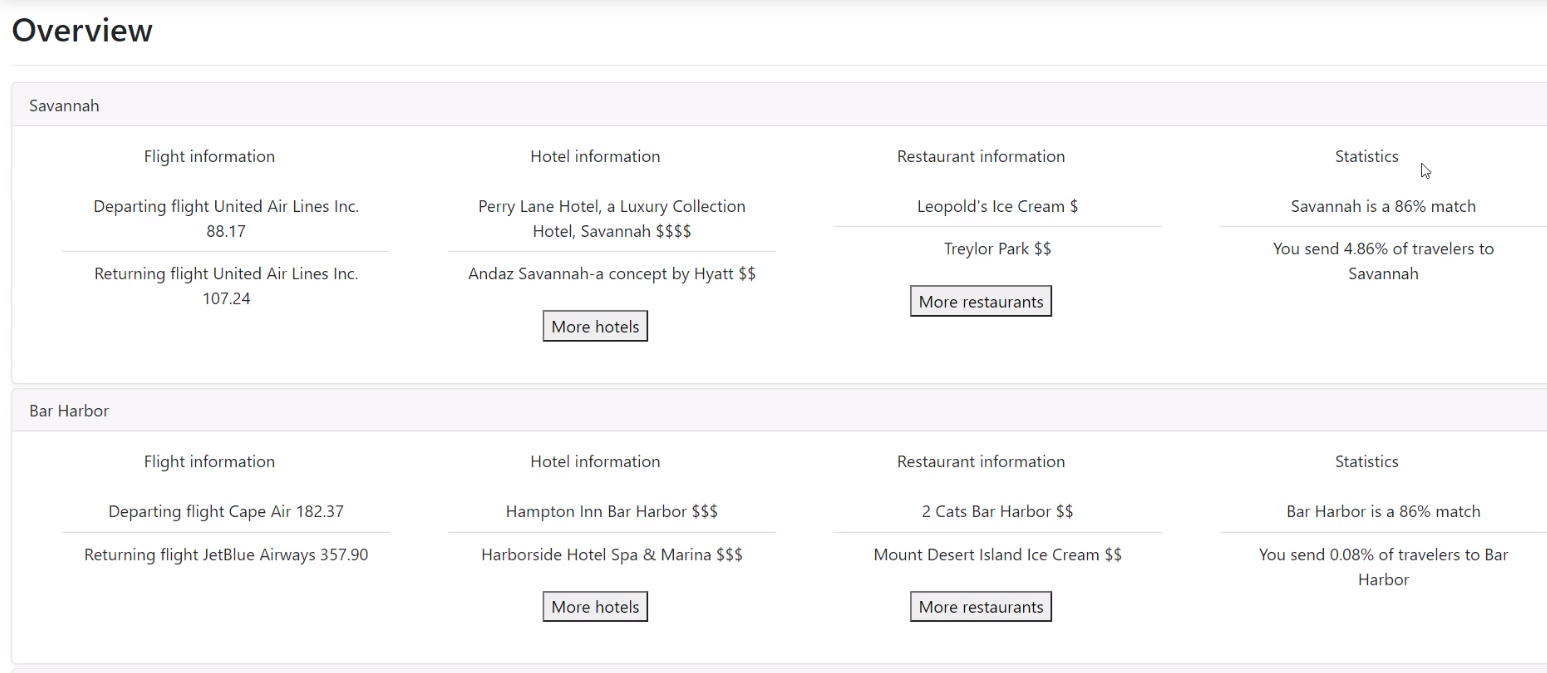 Overview
Savannah
Flight information
Departing flight United Air Lines Inc.
88.17
Returning flight United Air Lines Inc.
107.24
Hotel information
Perry Lane Hotel, a Luxury Collection
Hotel, Savannah $$$$
Andaz Savannah-a concept by Hyatt $$
More hotels
Restaurant information
Leopold's Ice Cream $
Treylor Park $$
More restaurants
Statistics
Savannah is a 86% match
You send 4.86% of travelers to
Savannah
Bar Harbor
Flight information
Departing flight Cape Air 182.37
Returning flight JetBlue Airways 357.90
Hotel information
Hampton Inn Bar Harbor $$$
Harborside Hotel Spa & Marina $$$
More hotels
Restaurant information
2 Cats Bar Harbor $$
Mount Desert Island Ice Cream $$
More restaurants
Statistics
Bar Harbor is a 86% match
You send 0.08% of travelers to Bar
Harbor